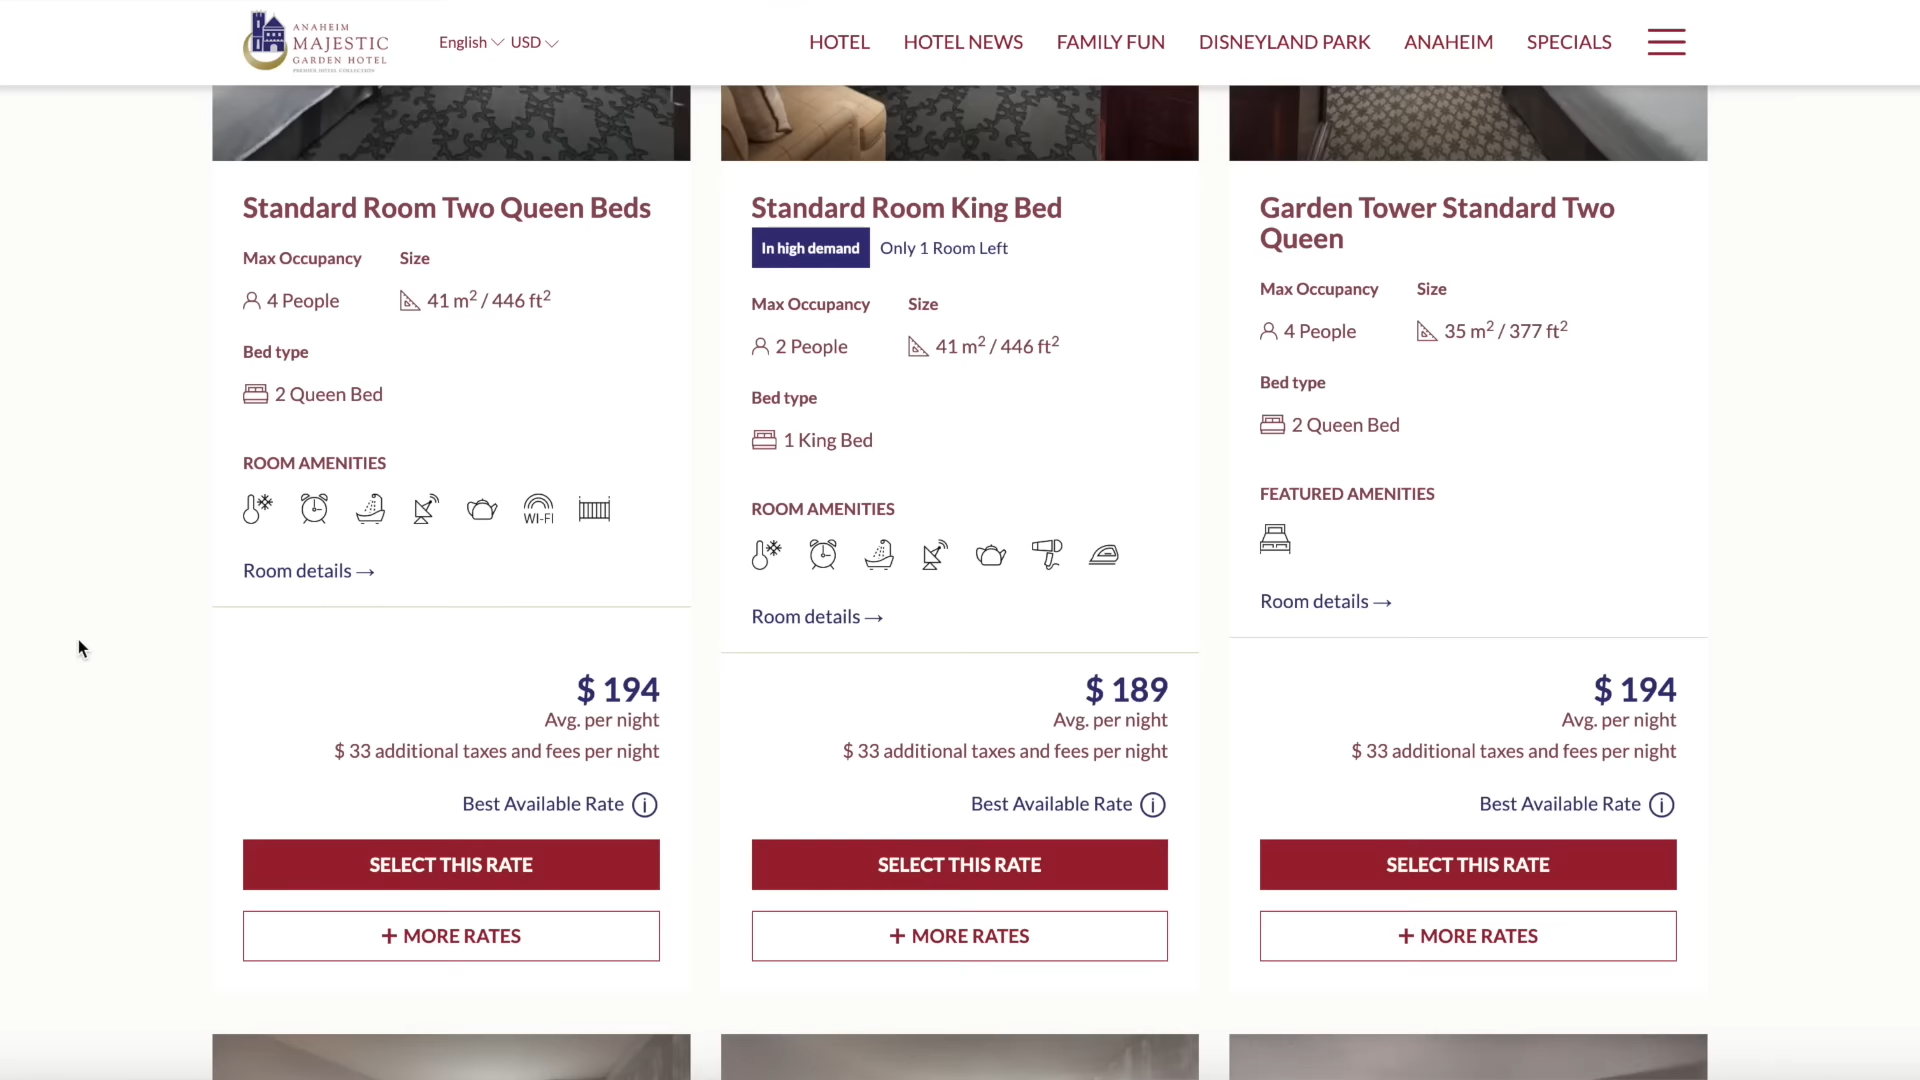 ANAHEIM
MAJESTIC
GARDEN HOTEL
PREMIER HOTEL COLLECTION
English USD
HOTEL HOTEL NEWS FAMILY FUN DISNEYLAND PARK ANAHEIM SPECIALS
Standard Room Two Queen Beds
Max Occupancy Size
4 People 41 m² / 446 ft²
Bed type
2 Queen Bed
ROOM AMENITIES
WI-FI
Room details →
$ 194
Avg. per night
$ 33 additional taxes and fees per night
Best Available Rate i
SELECT THIS RATE
+ MORE RATES
Standard Room King Bed
In high demand Only 1 Room Left
Max Occupancy Size
2 People 41 m² / 446 ft²
Bed type
1 King Bed
ROOM AMENITIES
Room details →
$ 189
Avg. per night
$ 33 additional taxes and fees per night
Best Available Rate i
SELECT THIS RATE
+ MORE RATES
Garden Tower Standard Two
Queen
Max Occupancy Size
4 People 35 m² / 377 ft²
Bed type
2 Queen Bed
FEATURED AMENITIES
Room details →
$ 194
Avg. per night
$ 33 additional taxes and fees per night
Best Available Rate i
SELECT THIS RATE
+ MORE RATES